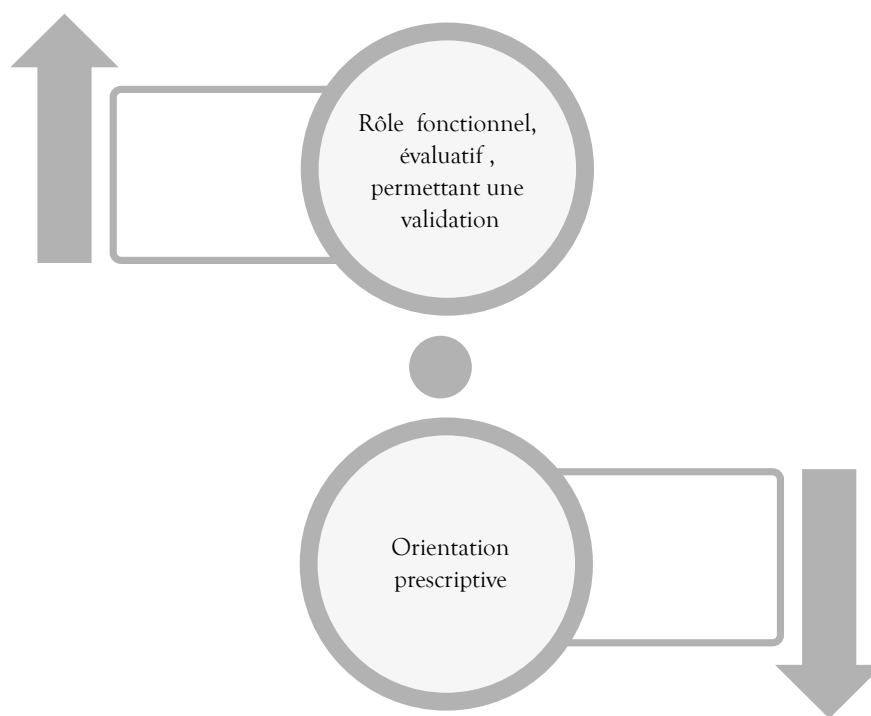 Rôle fonctionnel,
évaluatif ,
permettant une
validation
Orientation
prescriptive